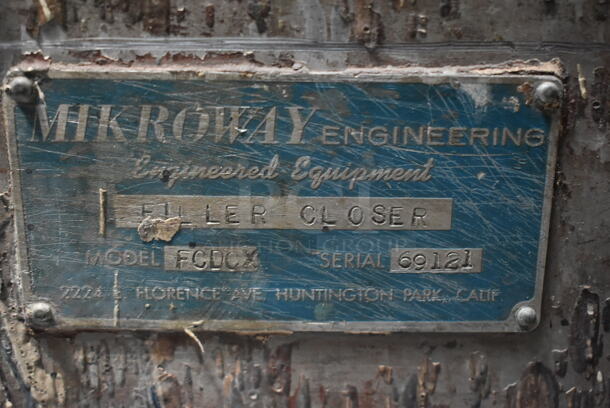 MIKROWAY ENGINEERING
Engineered Equipment
FILLER CLOSER
MODEL FCDCX SERIAL 69121
2224 E. FLORENCE AVE. HUNTINGTON PARK, CALIF.